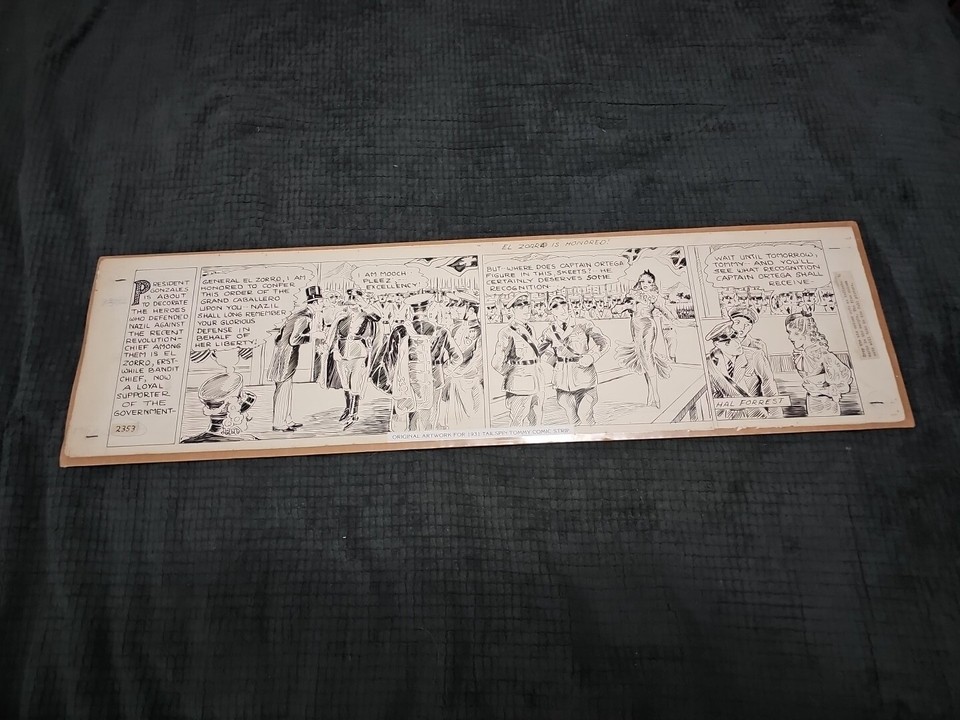 EL ZORRO IS HONORED!
PRESIDENT
GONZALES
IS ABOUT
TO DECORATE
THE HEROES
WHO DEFENDED
NAZIL AGAINST
THE RECENT
REVOLUTION-
CHIEF AMONG
THEM IS EL
ZORRO, ERST-
WHILE BANDIT
CHIEF, NOW
A LOYAL
SUPPORTER
OF THE
GOVERNMENT-
2353
GENERAL EL ZORRO, I AM
HONORED TO CONFER
THIS ORDER OF THE
GRAND CABALLERO
UPON YOU- NAZIL
SHALL LONG REMEMBER
YOUR GLORIOUS
DEFENSE IN
BEHALF OF
HER LIBERTY!
I AM MOOCH
PLEEZ,
EXCELLENCY!
BUT-WHERE DOES CAPTAIN ORTEGA
FIGURE IN THIS, SKEETS? HE
CERTAINLY DESERVES SOME
RECOGNITION-
WAIT UNTIL TOMORROW,
TOMMY- AND YOU'LL
SEE WHAT RECOGNITION
CAPTAIN ORTEGA SHALL
RECEIVE-
HAL FORREST
ORIGINAL ARTWORK FOR 1931 TAILSPIN TOMMY COMIC STRIP